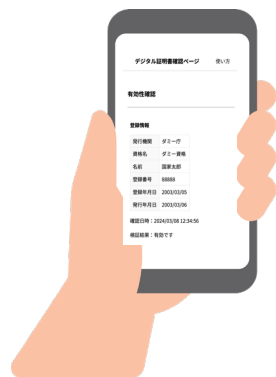 デジタル証明書確認ページ 使い方
有効性確認
登録情報
発行機関 ダミー庁
資格名 ダミー資格
名前 国家太郎
登録番号 88888
登録年月日 2003/03/05
発行年月日 2003/03/06
確認日時：2024/03/08 12:34:56
検証結果：有効です